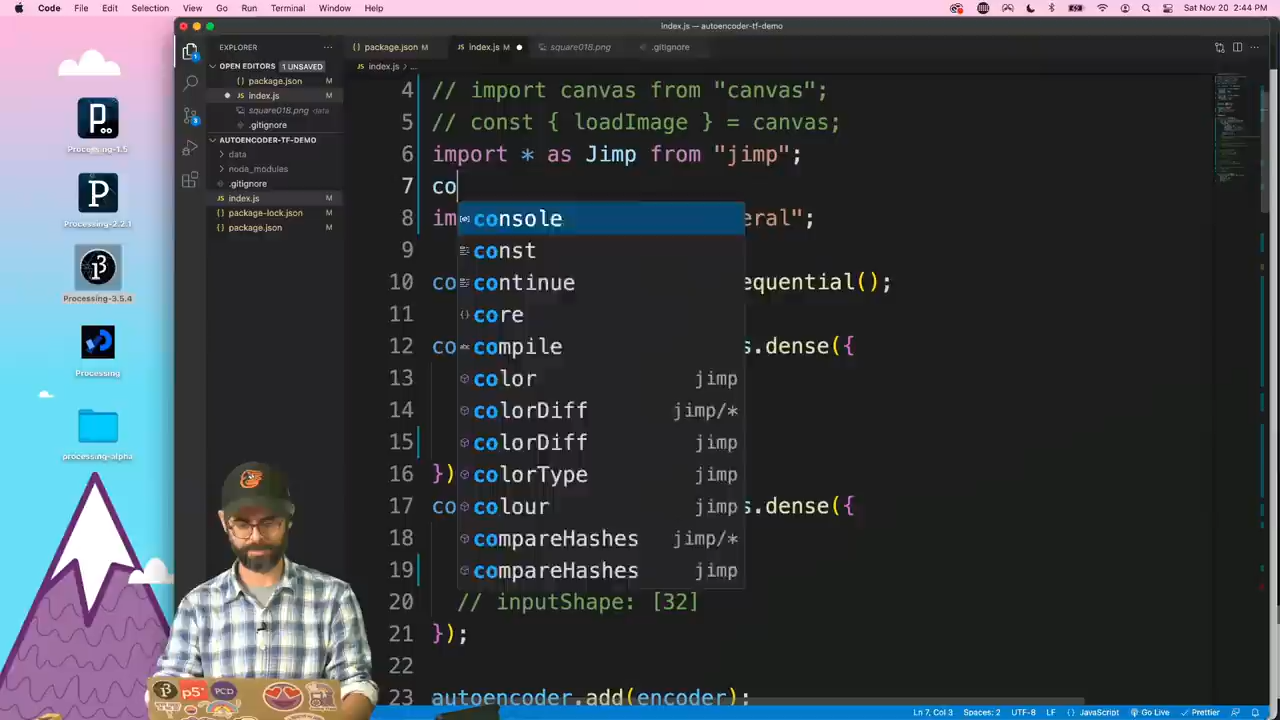 Code File Edit Selection View Go Run Terminal Window Help Sat Nov 20 2:44 PM
index.js — autoencoder-tf-demo
EXPLORER ...
package.json M
index.js M
square018.png
.gitignore
OPEN EDITORS 1 UNSAVED
package.json M
JS index.js M
square018.png data
.gitignore
AUTOENCODER-TF-DEMO
data
node_modules
.gitignore
JS index.js M
package-lock.json M
package.json M
JS index.js > ...
4 // import canvas from "canvas";
5 // const { loadImage } = canvas;
6 import * as Jimp from "jimp";
7 co
8 im eral";
9
10 co equential();
11
12 co s.dense({
13
14
15
16 })
17 co s.dense({
18
19
20 // inputShape: [32]
21 });
22
23 autoencoder.add(encoder);
console
const
continue
core
compile
color jimp
colorDiff jimp/*
colorDiff jimp
colorType jimp
colour jimp
compareHashes jimp/*
compareHashes jimp
Processing-1.5
Processing-2.2.1
Processing-3.5.4
Processing
processing-alpha
p5*
PCD
Ln 7, Col 3 Spaces: 2 UTF-8 LF {} JavaScript Go Live Prettier